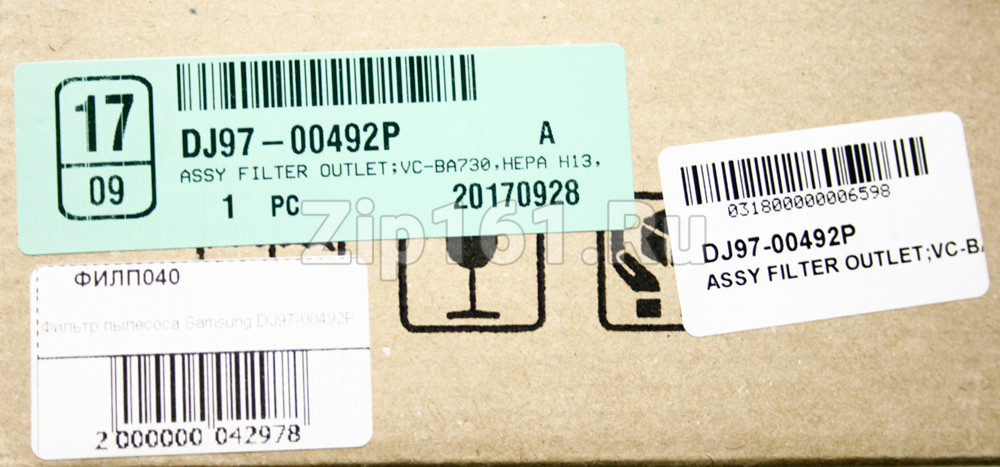 17
09
DJ97-00492P A
ASSY FILTER OUTLET;VC-BA730,HEPA H13,
1 PC 20170928
Zip161.Ru
031800000006598
DJ97-00492P
ASSY FILTER OUTLET;VC-BA
ФИЛП040
Фильтр пылесоса Samsung DJ97-00492P
2 000000 042978